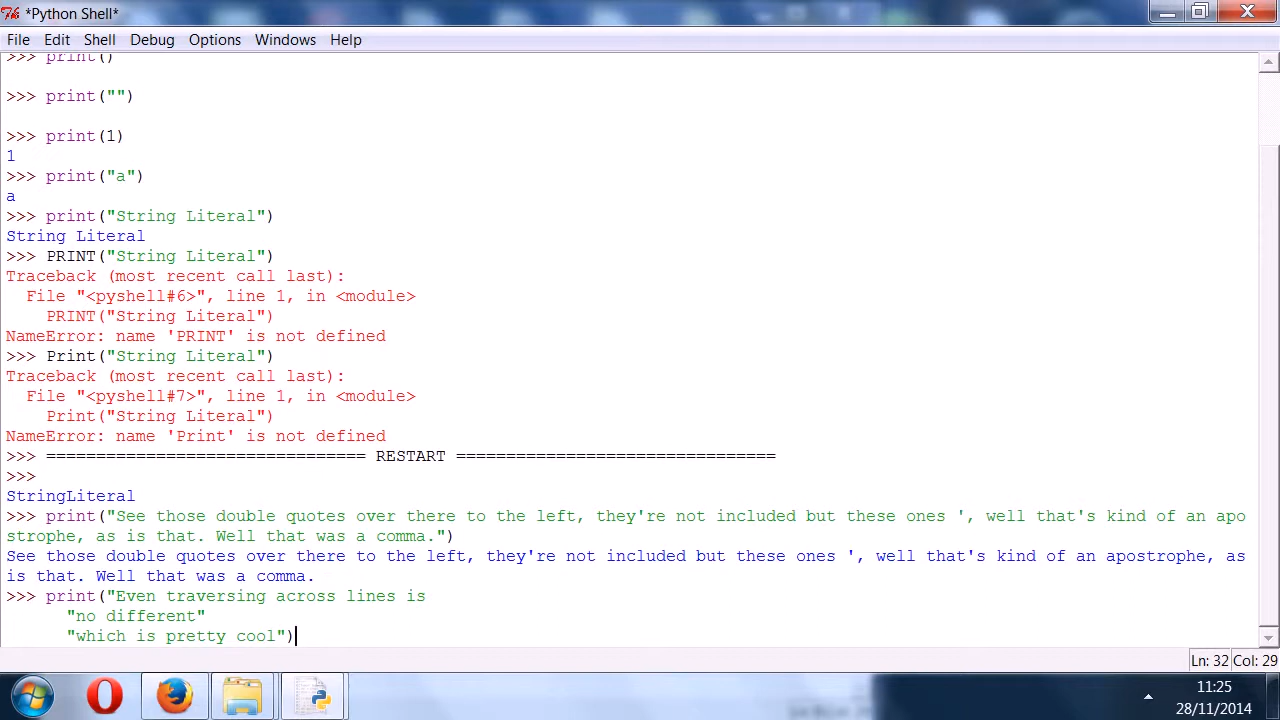 *Python Shell*
File Edit Shell Debug Options Windows Help
>>> print()
>>> print("")
>>> print(1)
1
>>> print("a")
a
>>> print("String Literal")
String Literal
>>> PRINT("String Literal")
Traceback (most recent call last):
  File "<pyshell#6>", line 1, in <module>
    PRINT("String Literal")
NameError: name 'PRINT' is not defined
>>> Print("String Literal")
Traceback (most recent call last):
  File "<pyshell#7>", line 1, in <module>
    Print("String Literal")
NameError: name 'Print' is not defined
>>> ================================ RESTART ================================
>>>
StringLiteral
>>> print("See those double quotes over there to the left, they're not included but these ones ', well that's kind of an apo
strophe, as is that. Well that was a comma.")
See those double quotes over there to the left, they're not included but these ones ', well that's kind of an apostrophe, as
is that. Well that was a comma.
>>> print("Even traversing across lines is
      "no different"
      "which is pretty cool")
Ln: 32 Col: 29
11:25
28/11/2014